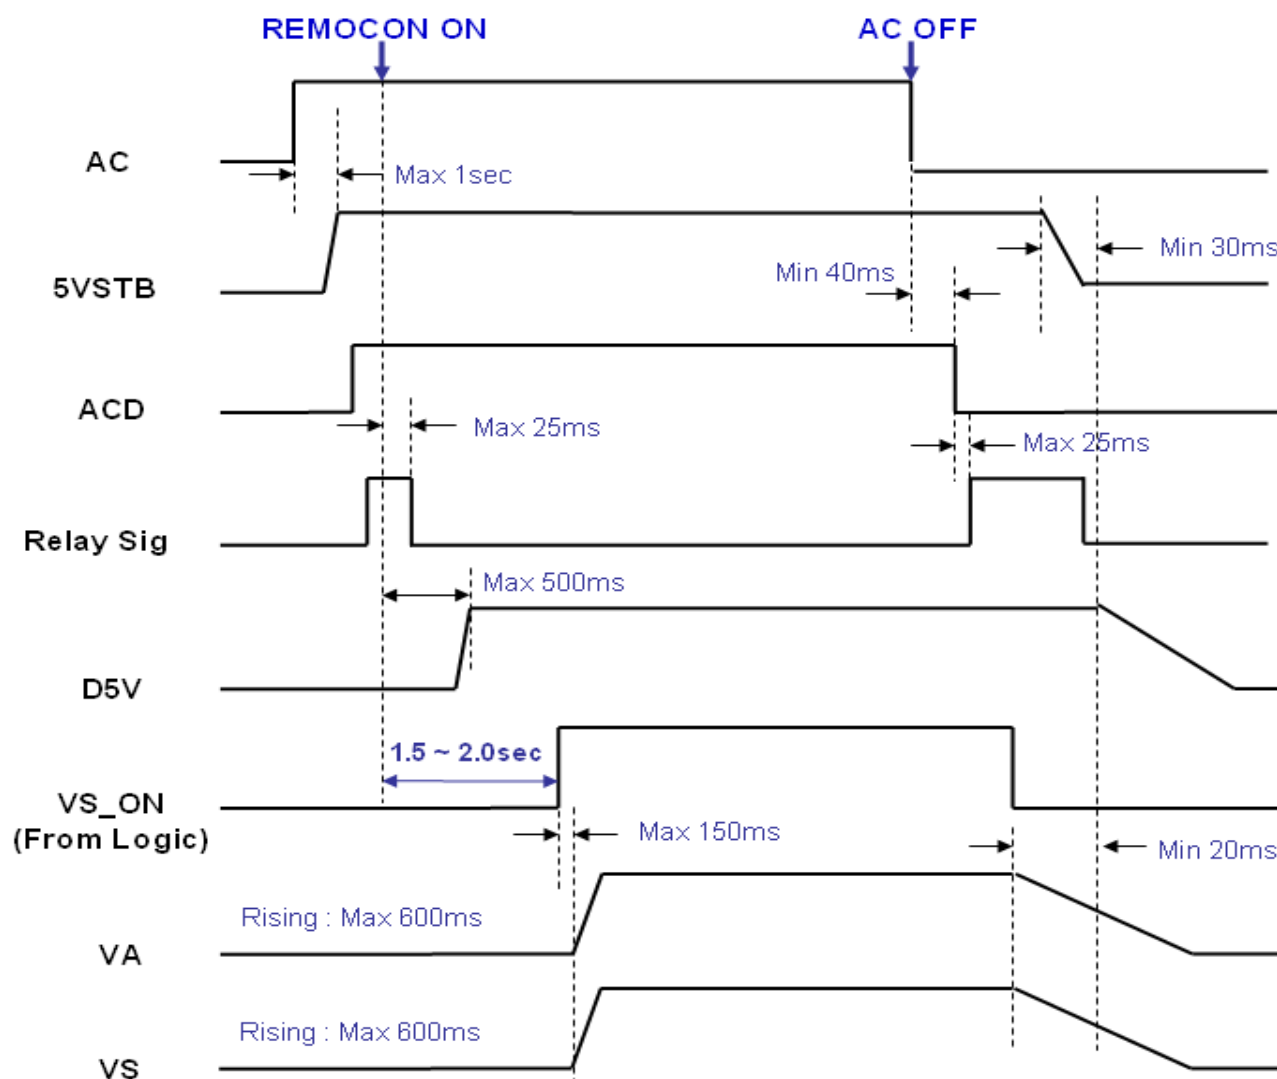 REMOCON ON
AC OFF
AC
Max 1sec
5VSTB
Min 40ms
Min 30ms
ACD
Max 25ms
Max 25ms
Relay Sig
Max 500ms
D5V
1.5 ~ 2.0sec
VS_ON
(From Logic)
Max 150ms
Min 20ms
Rising : Max 600ms
VA
Rising : Max 600ms
VS